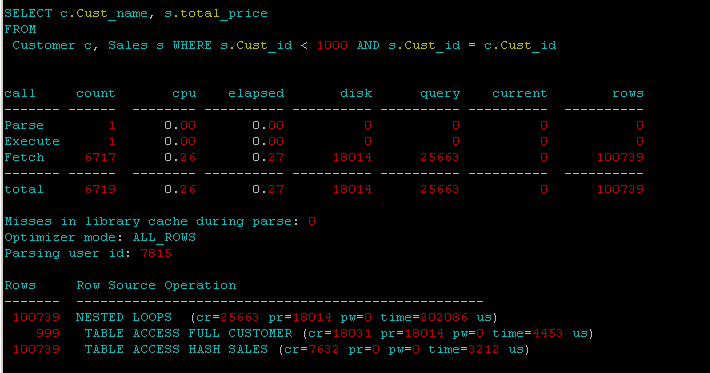 SELECT c.Cust_name, s.total_price
FROM
 Customer c, Sales s WHERE s.Cust_id < 1000 AND s.Cust_id = c.Cust_id
call     count       cpu    elapsed       disk      query    current        rows
------- ------  -------- ---------- ---------- ---------- ----------  ----------
Parse        1      0.00       0.00          0          0          0           0
Execute      1      0.00       0.00          0          0          0           0
Fetch     6717      0.26       0.27      18014      25663          0      100739
------- ------  -------- ---------- ---------- ---------- ----------  ----------
total     6719      0.26       0.27      18014      25663          0      100739
Misses in library cache during parse: 0
Optimizer mode: ALL_ROWS
Parsing user id: 7815
Rows     Row Source Operation
-------  ---------------------------------------------------
 100739  NESTED LOOPS  (cr=25663 pr=18014 pw=0 time=202086 us)
    999   TABLE ACCESS FULL CUSTOMER (cr=18031 pr=18014 pw=0 time=4453 us)
 100739   TABLE ACCESS HASH SALES (cr=7632 pr=0 pw=0 time=3212 us)